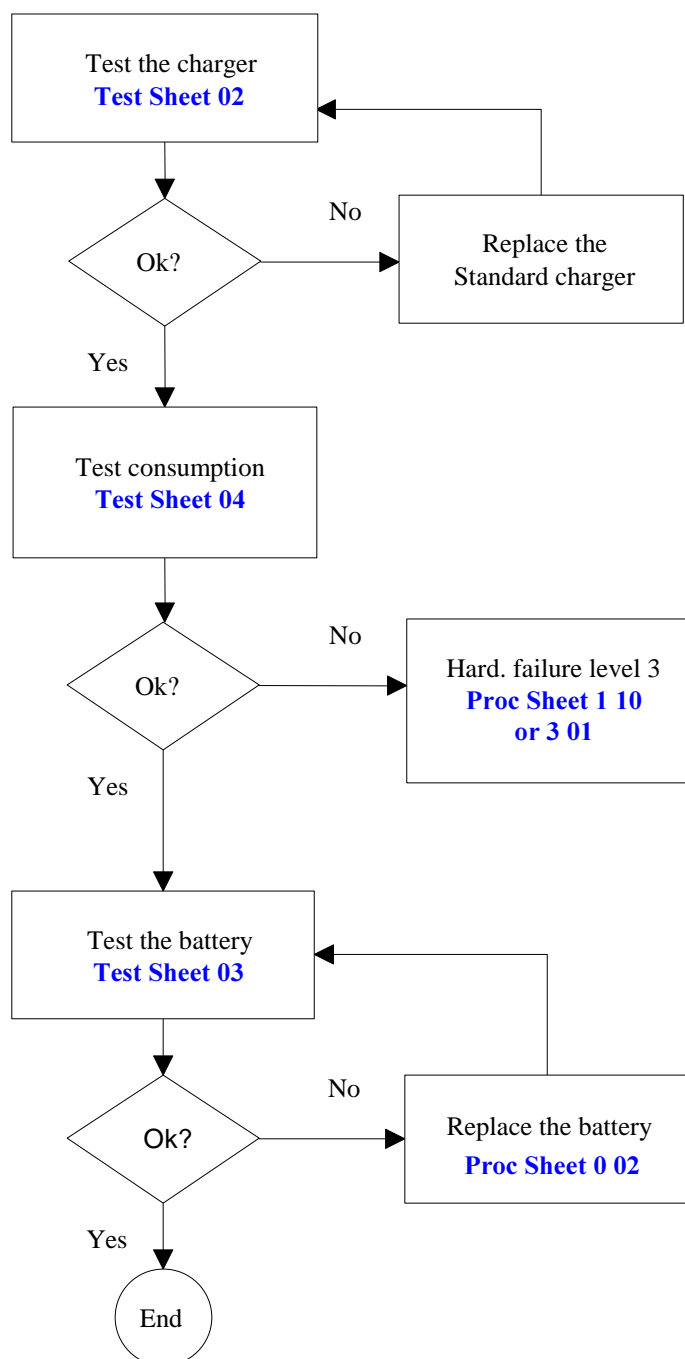 Test the charger
Test Sheet 02
No
Ok?
Replace the
Standard charger
Yes
Test consumption
Test Sheet 04
No
Ok?
Hard. failure level 3
Proc Sheet 1 10
or 3 01
Yes
Test the battery
Test Sheet 03
No
Ok?
Replace the battery
Proc Sheet 0 02
Yes
End